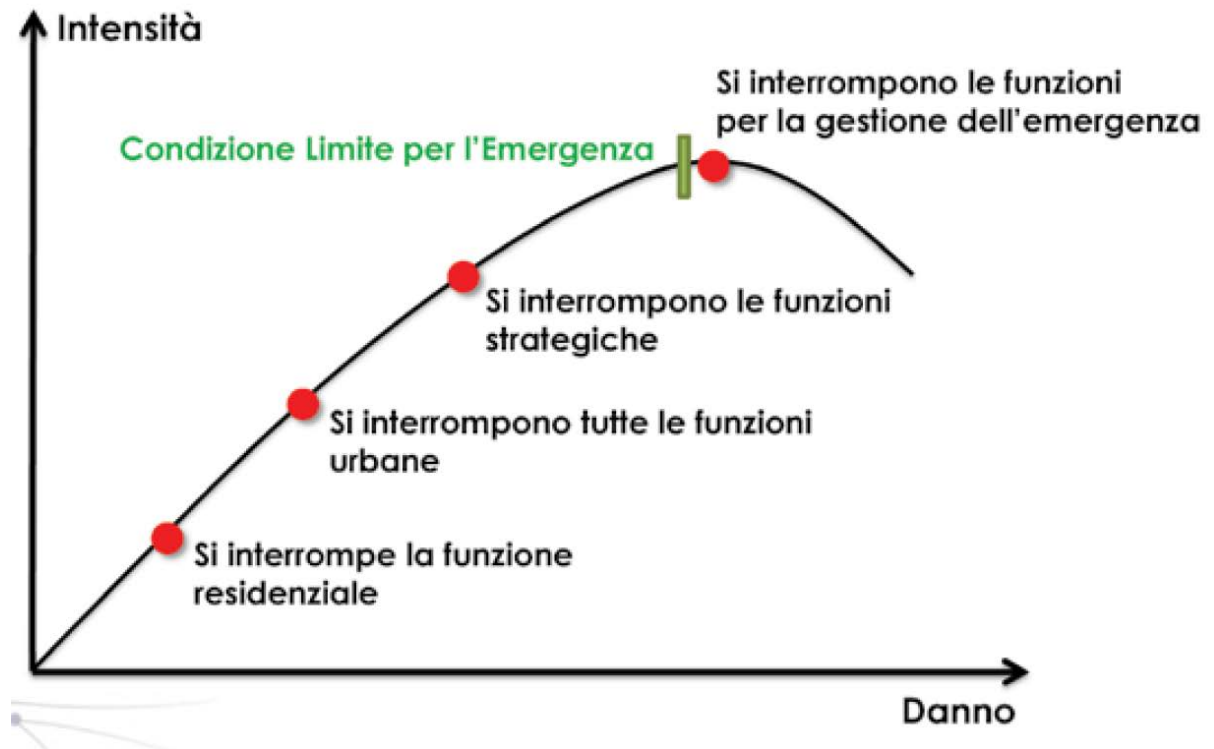 Intensità
Si interrompono le funzioni
per la gestione dell'emergenza
Condizione Limite per l'Emergenza
Si interrompono le funzioni
strategiche
Si interrompono tutte le funzioni
urbane
Si interrompe la funzione
residenziale
Danno